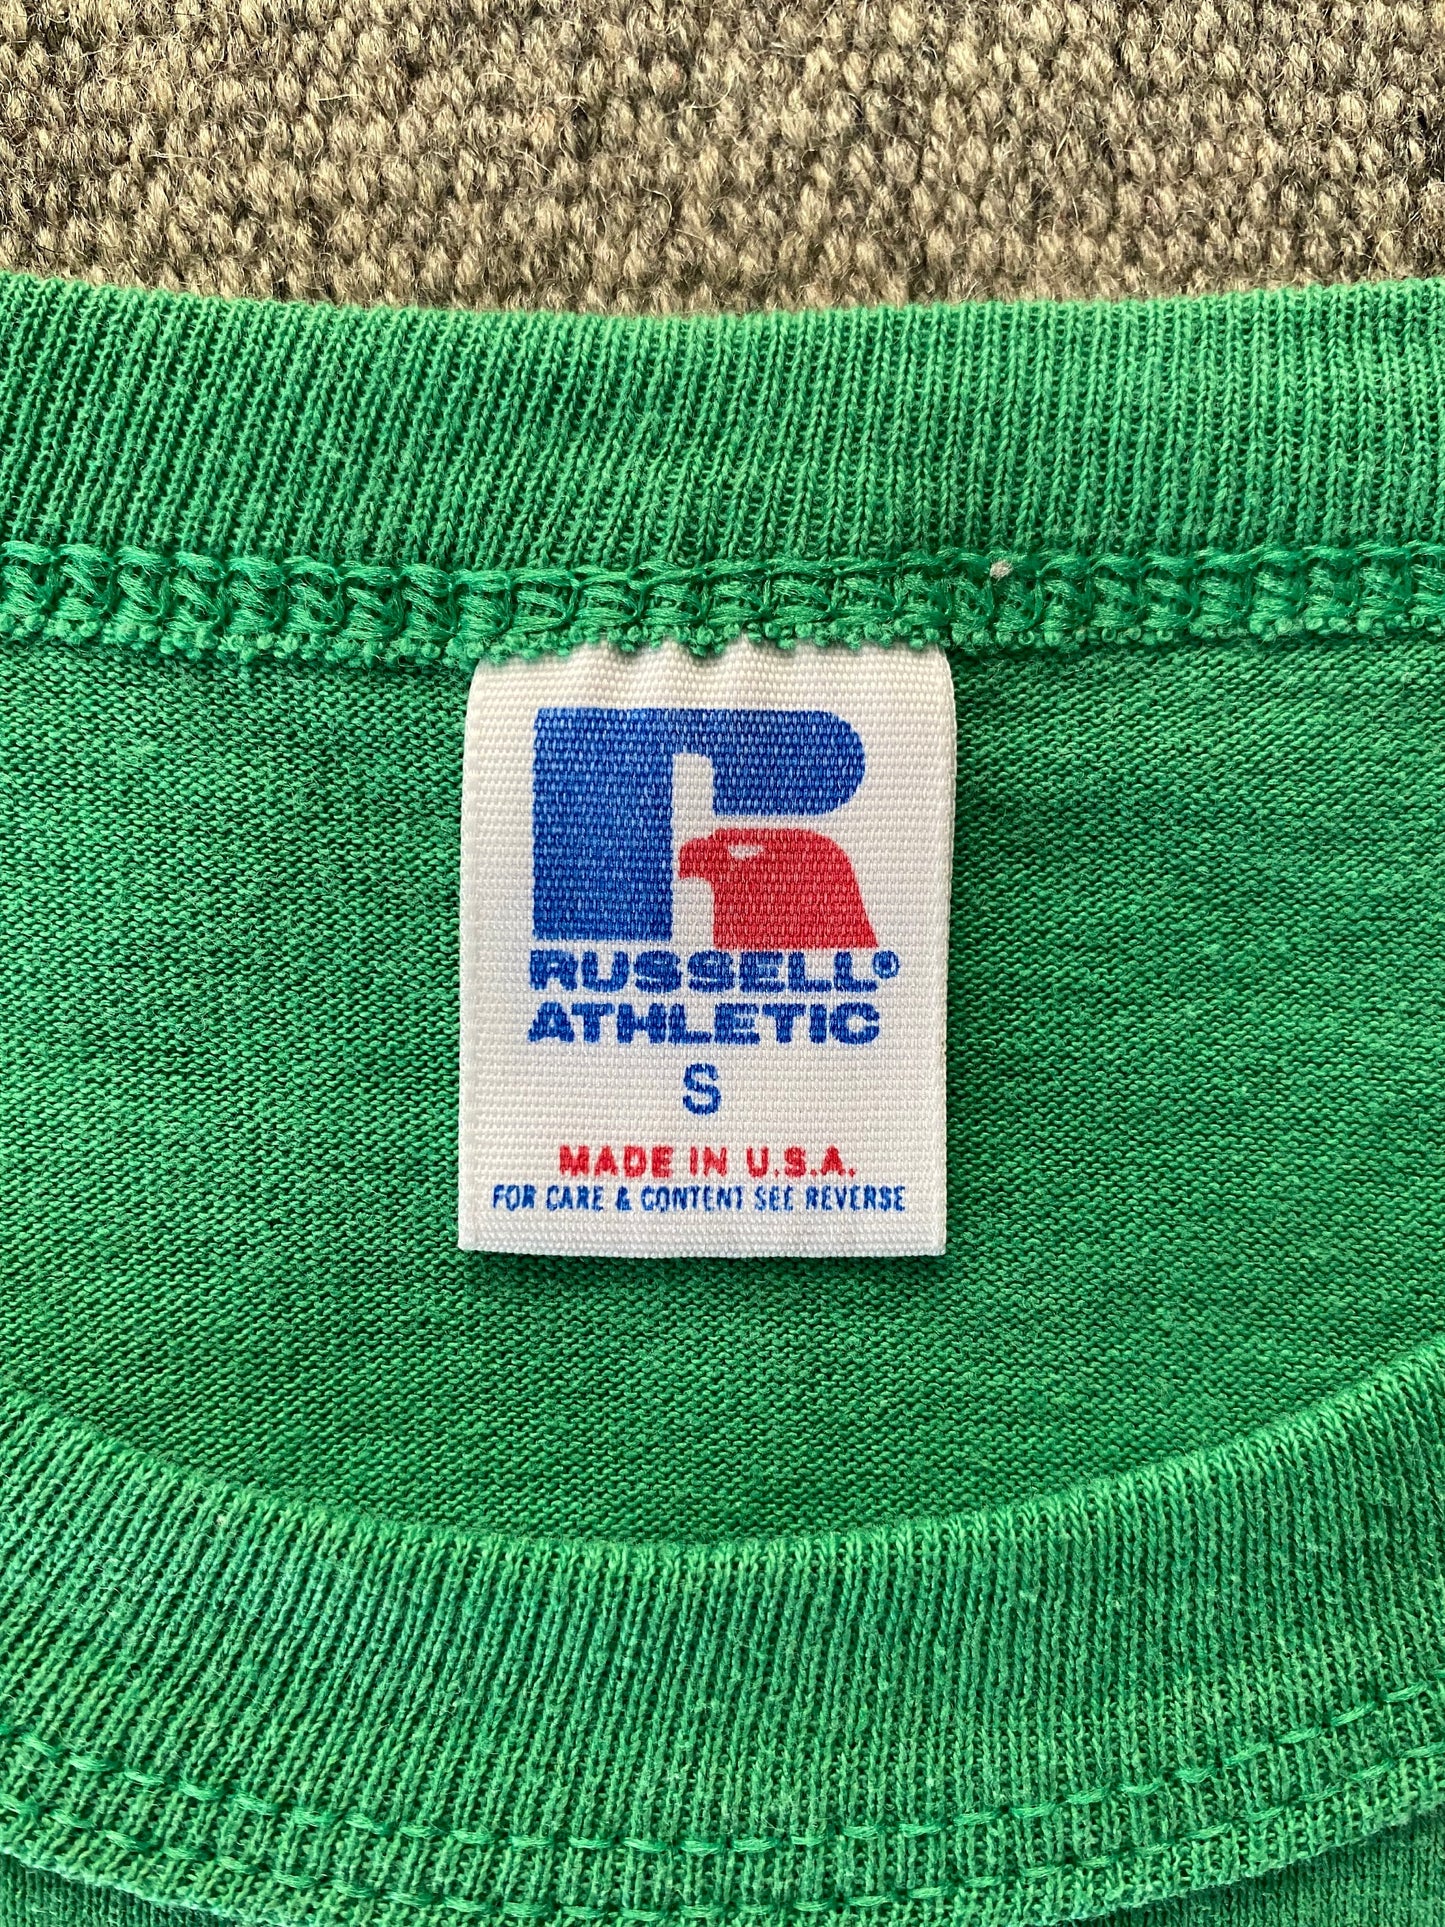 R
RUSSELL®
ATHLETIC
S
MADE IN U.S.A.
FOR CARE & CONTENT SEE REVERSE